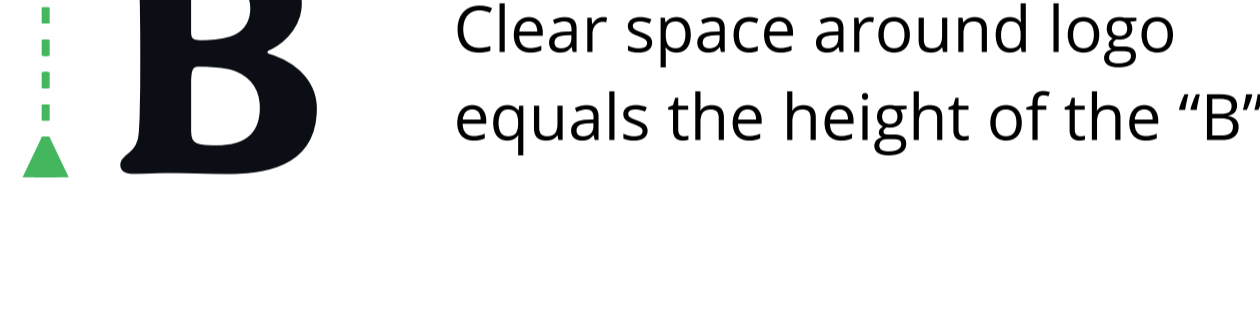 B
Clear space around logo
equals the height of the “B”